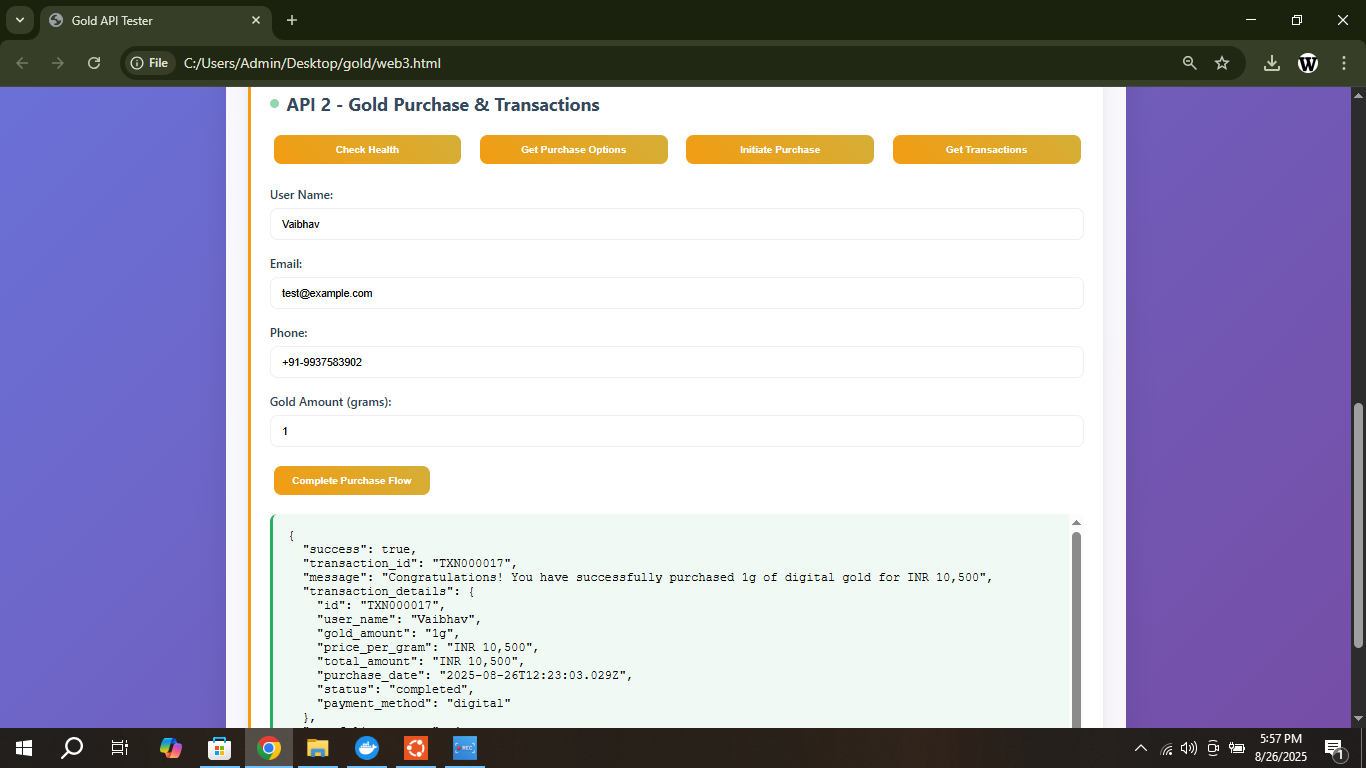 Gold API Tester
File C:/Users/Admin/Desktop/gold/web3.html
API 2 - Gold Purchase & Transactions
Check Health Get Purchase Options Initiate Purchase Get Transactions
User Name:
Vaibhav
Email:
test@example.com
Phone:
+91-9937583902
Gold Amount (grams):
1
Complete Purchase Flow
{
"success": true,
"transaction_id": "TXN000017",
"message": "Congratulations! You have successfully purchased 1g of digital gold for INR 10,500",
"transaction_details": {
"id": "TXN000017",
"user_name": "Vaibhav",
"gold_amount": "1g",
"price_per_gram": "INR 10,500",
"total_amount": "INR 10,500",
"purchase_date": "2025-08-26T12:23:03.029Z",
"status": "completed",
"payment_method": "digital"
},
REC
5:57 PM
8/26/2025
1